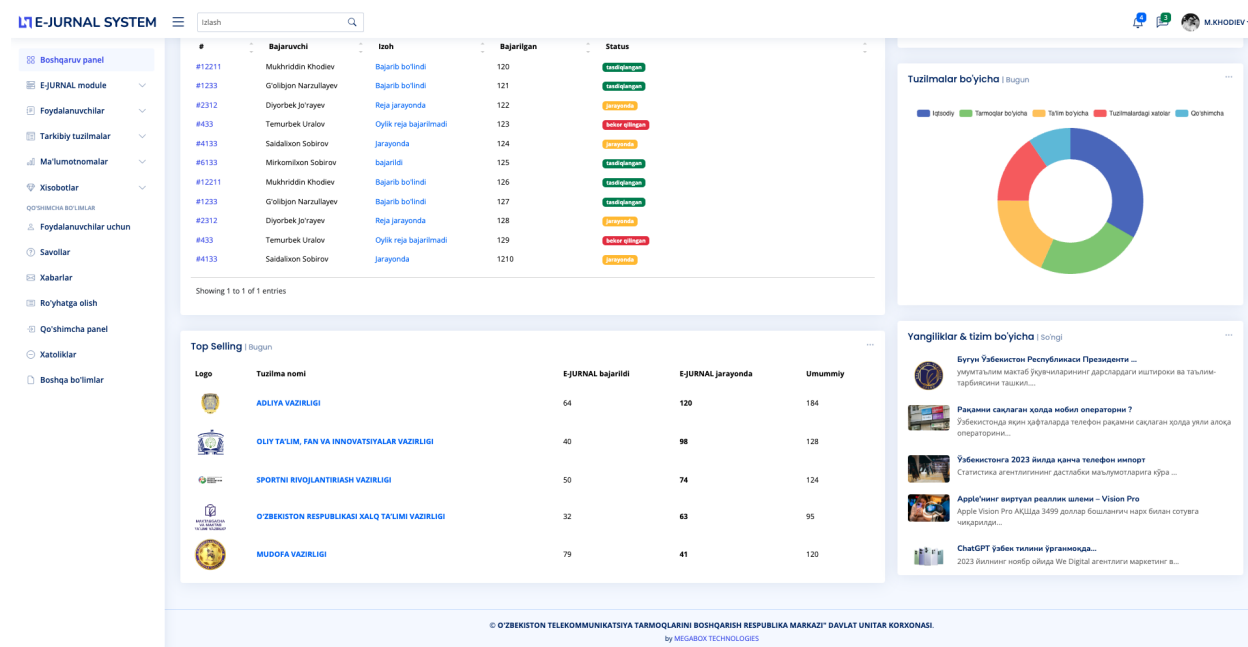 E-JURNAL SYSTEM
Izlash
4
3
M.KHODIEV
Boshqaruv panel
E-JURNAL module
Foydalanuvchilar
Tarkibiy tuzilmalar
Ma'lumotnomalar
Xisobotlar
QO'SHIMCHA BO'LIMLAR
Foydalanuvchilar uchun
Savollar
Xabarlar
Ro'yhatga olish
Qo'shimcha panel
Xatoliklar
Boshqa bo'limlar
# Bajaruvchi Izoh Bajarilgan Status
#12211 Mukhriddin Khodiev Bajarib bo'lindi 120 tasdiqlangan
#1233 G'olibjon Narzullayev Bajarib bo'lindi 121 tasdiqlangan
#2312 Diyorbek Jo'rayev Reja jarayonda 122 jarayonda
#433 Temurbek Uralov Oylik reja bajarilmadi 123 bekor qilingan
#4133 Saidalixon Sobirov Jarayonda 124 jarayonda
#6133 Mirkomilxon Sobirov bajarildi 125 tasdiqlangan
#12211 Mukhriddin Khodiev Bajarib bo'lindi 126 tasdiqlangan
#1233 G'olibjon Narzullayev Bajarib bo'lindi 127 tasdiqlangan
#2312 Diyorbek Jo'rayev Reja jarayonda 128 jarayonda
#433 Temurbek Uralov Oylik reja bajarilmadi 129 bekor qilingan
#4133 Saidalixon Sobirov Jarayonda 1210 jarayonda
Showing 1 to 1 of 1 entries
Top Selling | Bugun
Logo Tuzilma nomi E-JURNAL bajarildi E-JURNAL jarayonda Umummiy
ADLIYA VAZIRLIGI 64 120 184
OLIY TA'LIM, FAN VA INNOVATSIYALAR VAZIRLIGI 40 98 128
SPORTNI RIVOJLANTIRIASH VAZIRLIGI 50 74 124
MAKTABGACHA
VA MAKTAB
TA'LIMI VAZIRLIGI
O'ZBEKISTON RESPUBLIKASI XALQ TA'LIMI VAZIRLIGI 32 63 95
MUDOFA VAZIRLIGI 79 41 120
Tuzilmalar bo'yicha | Bugun
Iqtsodiy Tarmoqlar bo'yicha Ta'lim bo'yicha Tuzilmalardagi xatolar Qo'shimcha
Yangiliklar & tizim bo'yicha | So'ngi
Бугун Ўзбекистон Республикаси Президенти ...
умумтаълим мактаб ўқувчиларининг дарслардаги иштироки ва таълим-
тарбиясини ташкил....
Рақамни сақлаган ҳолда мобил операторни ?
Ўзбекистонда яқин ҳафталарда телефон рақамни сақлаган ҳолда уяли алоқа
операторини...
Ўзбекистонга 2023 йилда қанча телефон импорт
Статистика агентлигининг дастлабки маълумотларига кўра ...
Apple'нинг виртуал реаллик шлеми – Vision Pro
Apple Vision Pro АҚШда 3499 доллар бошланғич нарх билан сотувга
чиқарилди...
ChatGPT ўзбек тилини ўрганмоқда...
2023 йилнинг ноябр ойида We Digital агентлиги маркетинг в...
© O'ZBEKISTON TELEKOMMUNIKATSIYA TARMOQLARINI BOSHQARISH RESPUBLIKA MARKAZI" DAVLAT UNITAR KORXONASI.
by MEGABOX TECHNOLOGIES